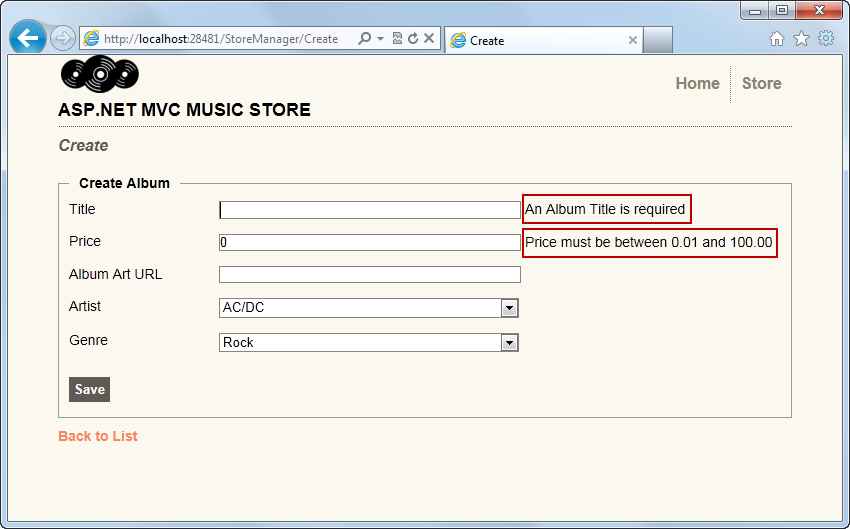 http://localhost:28481/StoreManager/Create
Create
Home
Store
ASP.NET MVC MUSIC STORE
Create
Create Album
Title
An Album Title is required
Price
0
Price must be between 0.01 and 100.00
Album Art URL
Artist
AC/DC
Genre
Rock
Save
Back to List